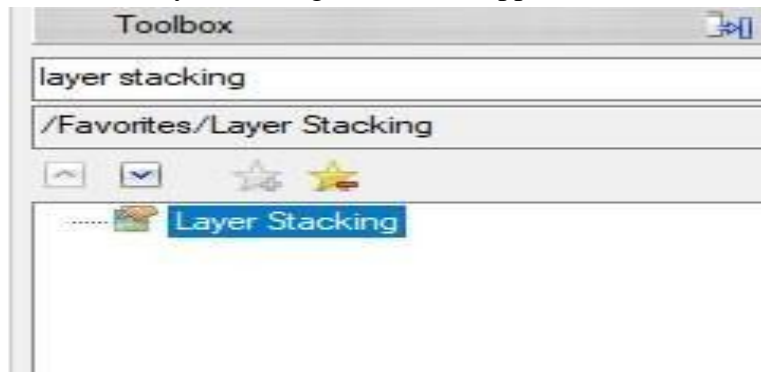 Toolbox
layer stacking
/Favorites/Layer Stacking
Layer Stacking